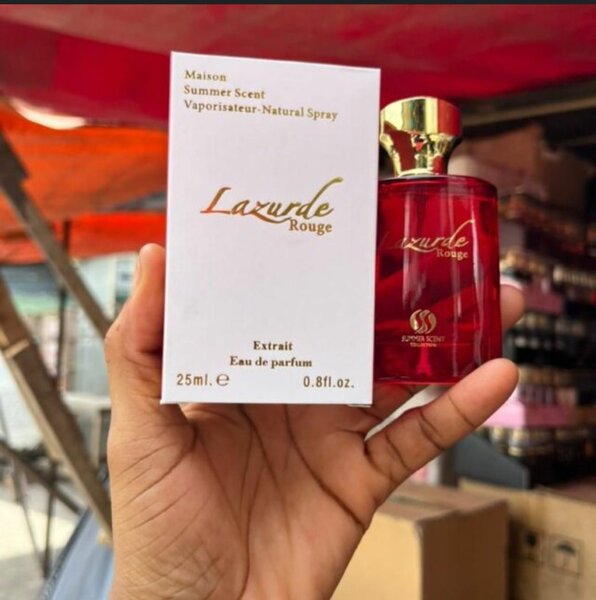 Maison
Summer Scent
Vaporisateur-Natural Spray
Lazurde
Rouge
Extrait
Eau de parfum
25ml. ℮
0.8fl.oz.
Lazurde
Rouge
SUMMER SCENT
COLLECTION